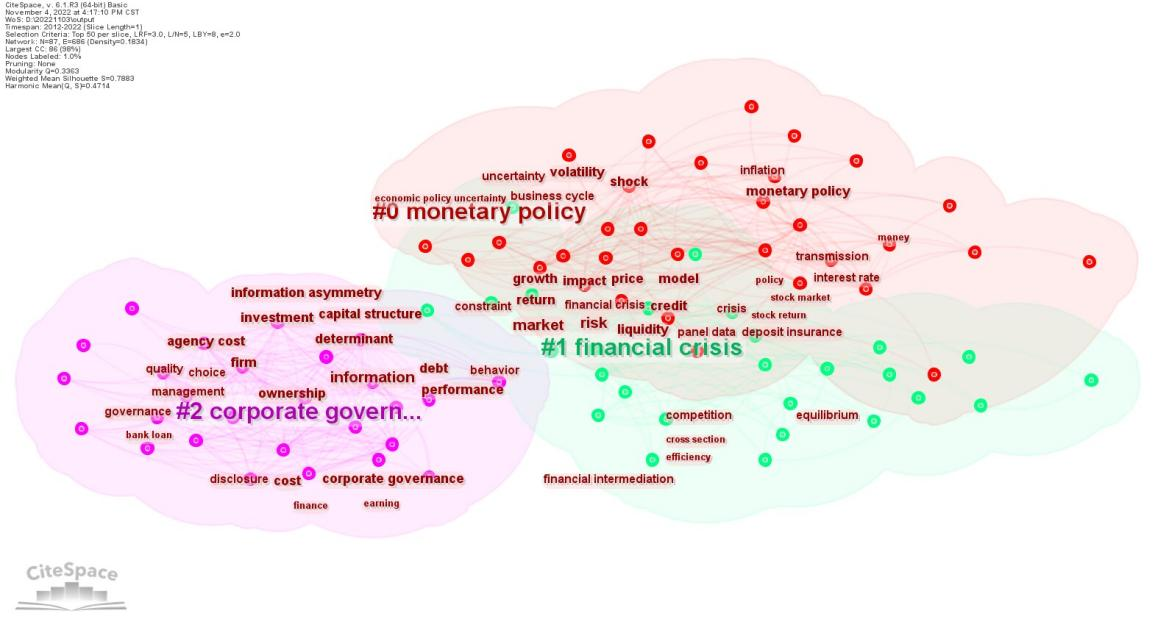 CiteSpace, v. 6.1.R3 (64-bit) Basic
November 4, 2022 at 4:17:10 PM CST
WoS: D:\20221103\output
Timespan: 2012-2022 (Slice Length=1)
Selection Criteria: Top 50 per slice, LRF=3.0, L/N=5, LBY=8, e=2.0
Network: N=87, E=686 (Density=0.1834)
Largest CC: 86 (98%)
Nodes Labeled: 1.0%
Pruning: None
Modularity Q=0.3363
Weighted Mean Silhouette S=0.7883
Harmonic Mean(Q, S)=0.4714
inflation
uncertainty volatility
shock
monetary policy
economic policy uncertainty business cycle
#0 monetary policy
money
transmission
growth impact price model
policy
interest rate
information asymmetry
stock market
constraint return financial crisis credit
crisis
stock return
investment capital structure
market risk liquidity
panel data deposit insurance
agency cost
determinant
#1 financial crisis
quality choice firm
debt
behavior
information
management
ownership
performance
governance #2 corporate govern...
competition
equilibrium
bank loan
cross section
efficiency
disclosure cost corporate governance
financial intermediation
finance
earning
CiteSpace